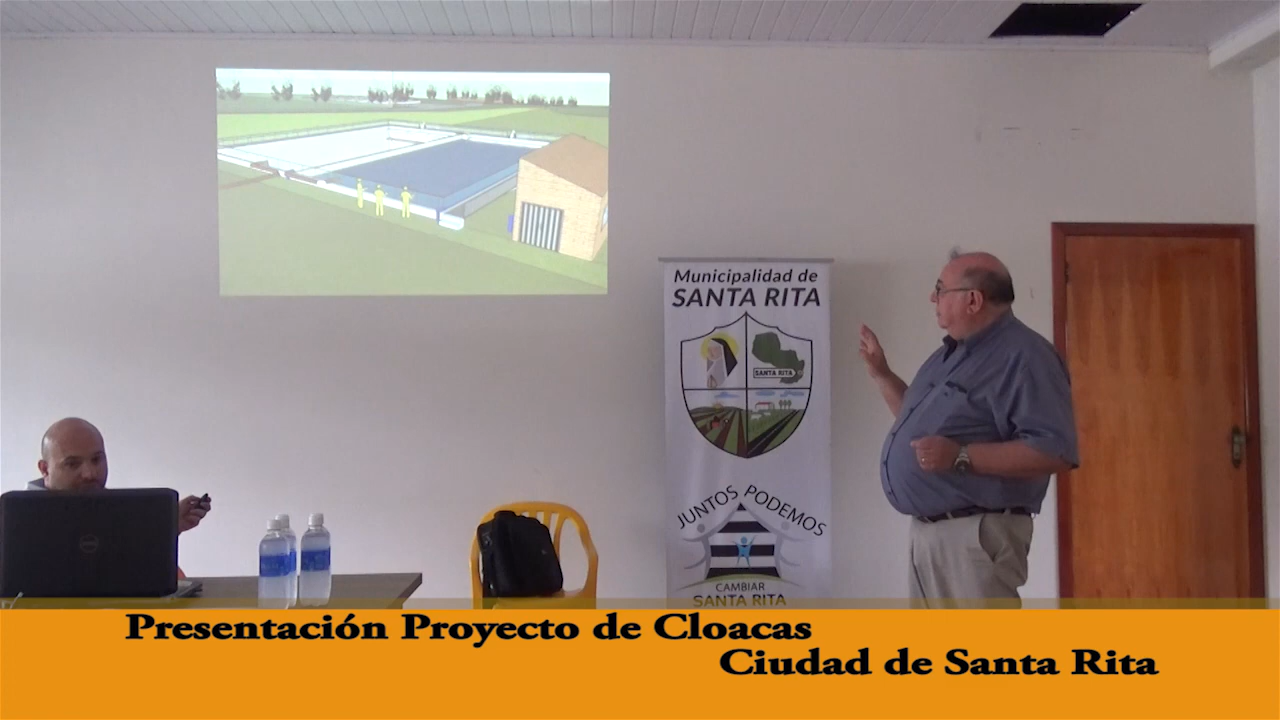 Municipalidad de
SANTA RITA
SANTA RITA
JUNTOS PODEMOS
CAMBIAR
SANTA RITA
Presentación Proyecto de Cloacas
Ciudad de Santa Rita